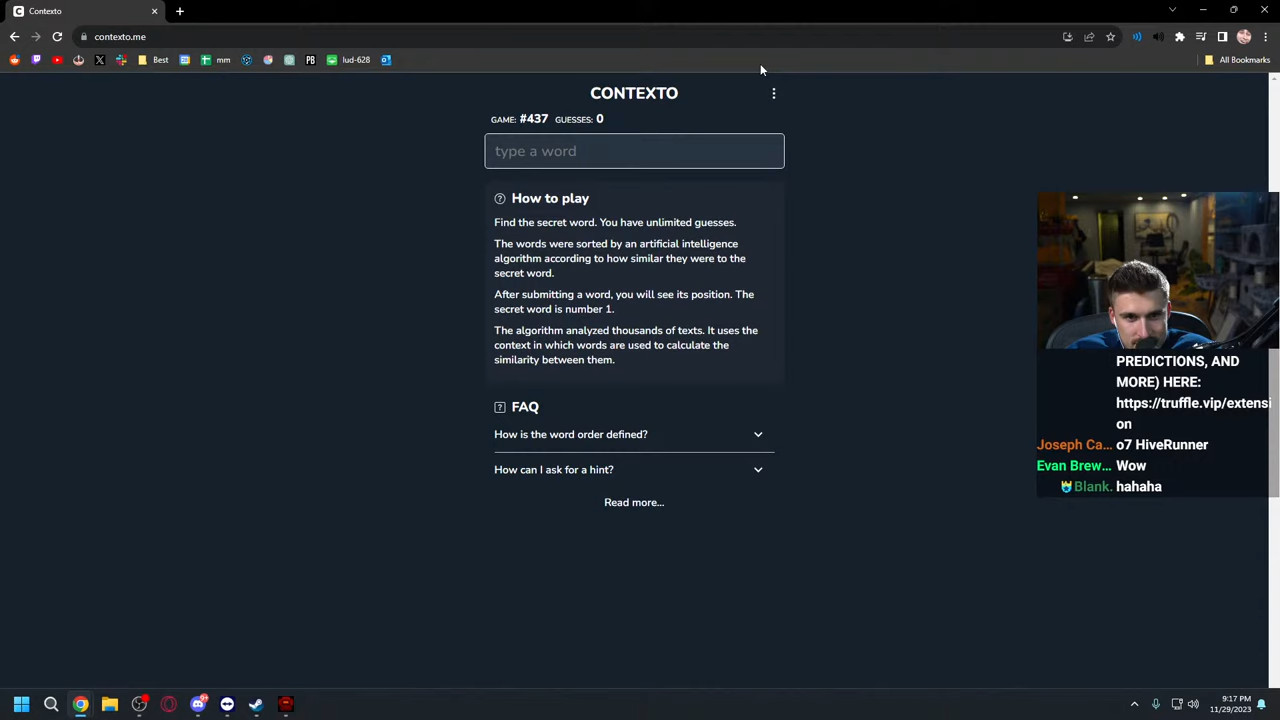 Contexto
contexto.me
Best
mm
PB
lud-628
All Bookmarks
CONTEXTO
GAME: #437 GUESSES: 0
type a word
How to play
Find the secret word. You have unlimited guesses.
The words were sorted by an artificial intelligence
algorithm according to how similar they were to the
secret word.
After submitting a word, you will see its position. The
secret word is number 1.
The algorithm analyzed thousands of texts. It uses the
context in which words are used to calculate the
similarity between them.
FAQ
How is the word order defined?
How can I ask for a hint?
Read more...
PREDICTIONS, AND
MORE) HERE:
https://truffle.vip/extensi
on
Joseph Ca... o7 HiveRunner
Evan Brew... Wow
Blank. hahaha
9:17 PM
11/29/2023